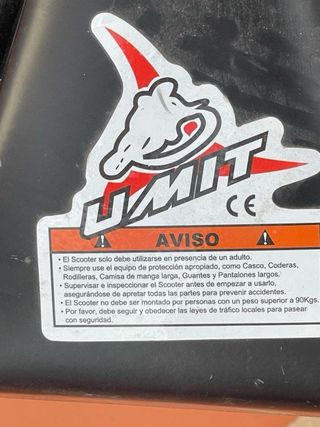 UMIT
CE
AVISO
• El Scooter solo debe utilizarse en presencia de un adulto.
• Siempre use el equipo de protección apropiado, como Casco, Coderas,
Rodilleras, Camisa de manga larga, Guantes y Pantalones largos.
• Supervisar e inspeccionar el Scooter antes de empezar a usarlo,
asegurándose de apretar todas las partes para prevenir accidentes.
• El Scooter no debe ser montado por personas con un peso superior a 90Kgs.
• Por favor, debe seguir y obedecer las leyes de tráfico locales para pasear
con seguridad.